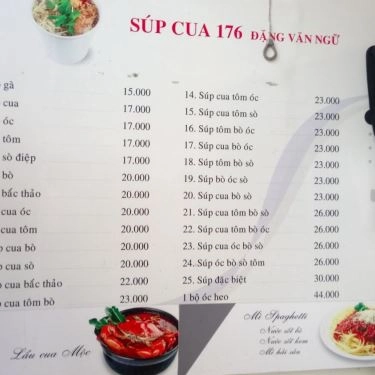 SÚP CUA 176 ĐẶNG VĂN NGỮ
gà 15.000
cua 17.000
óc 17.000
tôm 17.000
sò điệp 17.000
bò 20.000
bắc thảo 20.000
cua óc 20.000
cua tôm 20.000
cua bò 20.000
cua sò 20.000
cua bắc thảo 22.000
cua tôm bò 23.000
14. Súp cua tôm óc 23.000
15. Súp cua tôm sò 23.000
16. Súp tôm bò óc 23.000
17. Súp cua bò óc 23.000
18. Súp tôm bò sò 23.000
19. Súp bò óc sò 23.000
20. Súp cua bò sò 23.000
21. Súp cua tôm bò sò 26.000
22. Súp cua tôm bò óc 26.000
23. Súp cua óc bò sò 26.000
24. Súp óc bò sò tôm 26.000
25. Súp đặc biệt 30.000
1 bộ óc heo 44.000
Lẩu cua Mộc
Mì Spaghetti
Nước sốt bò
Nước sốt kem
Mì hải sản